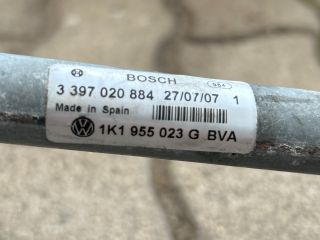 BOSCH
3 397 020 884 27/07/07 1
Made in Spain
1K1 955 023 G BVA